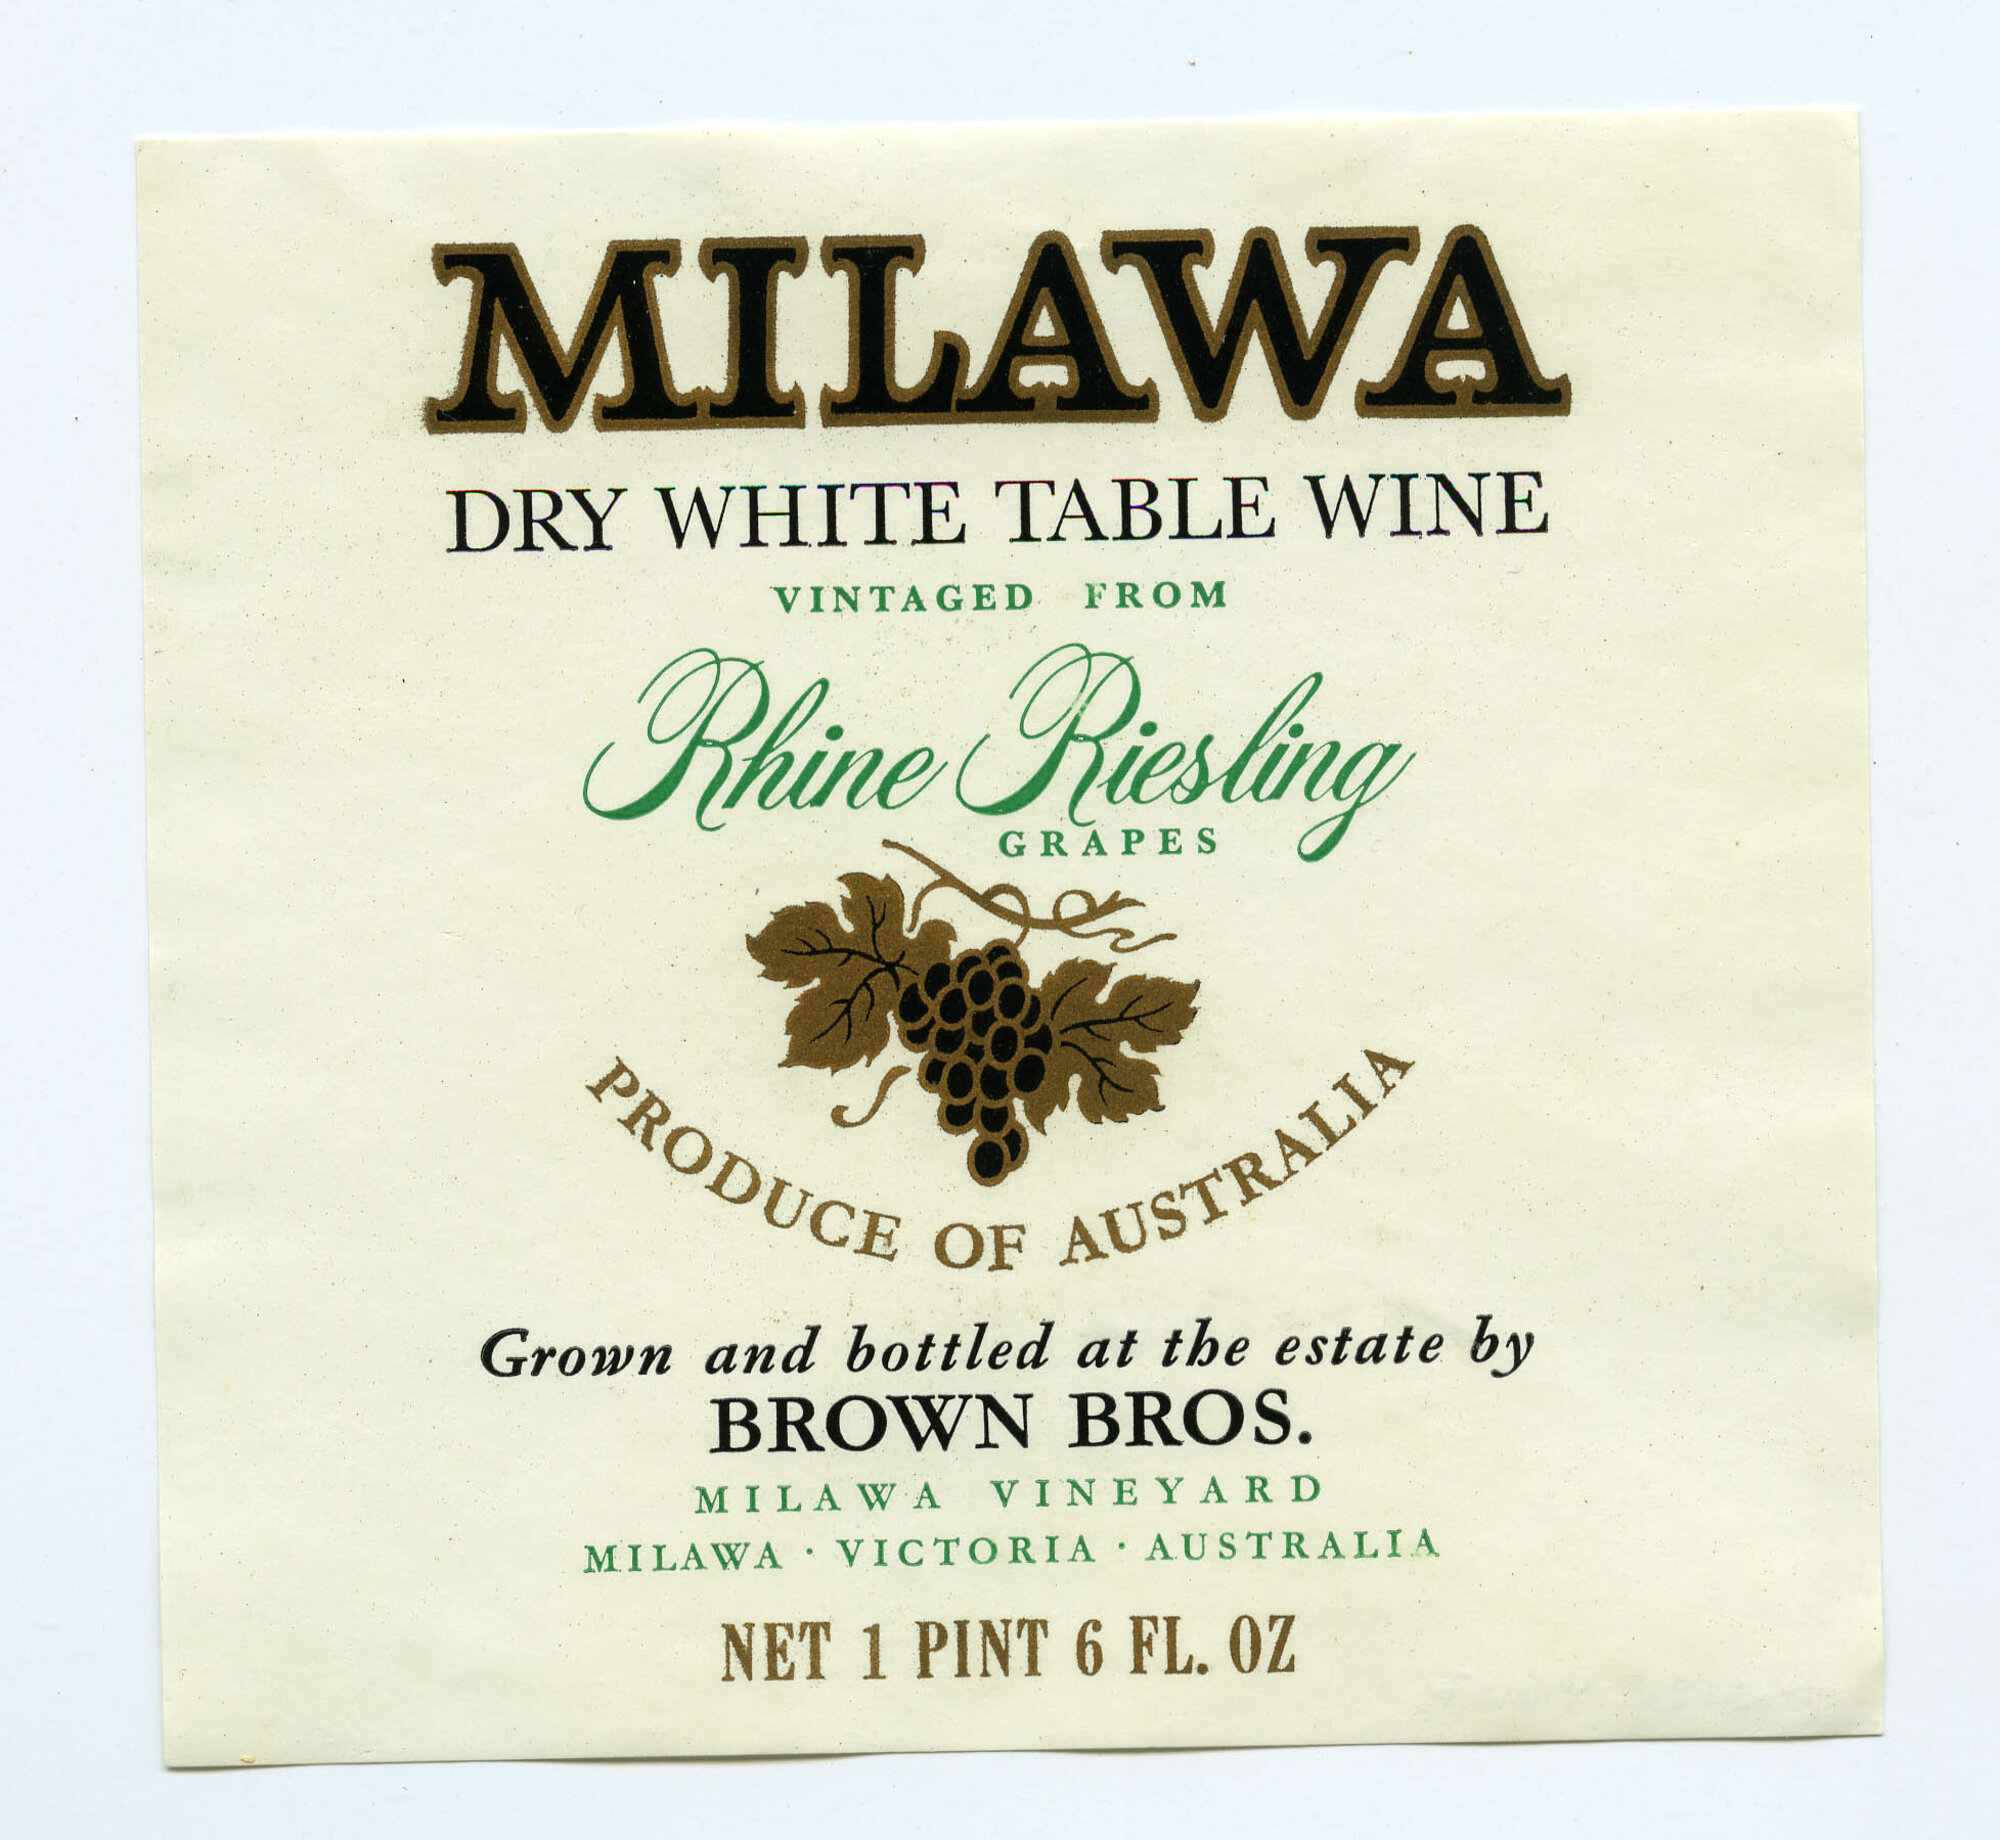 MILAWA
DRY WHITE TABLE WINE
VINTAGED FROM
Rhine Riesling
GRAPES
PRODUCE OF AUSTRALIA
Grown and bottled at the estate by
BROWN BROS.
MILAWA VINEYARD
MILAWA · VICTORIA · AUSTRALIA
NET 1 PINT 6 FL. OZ